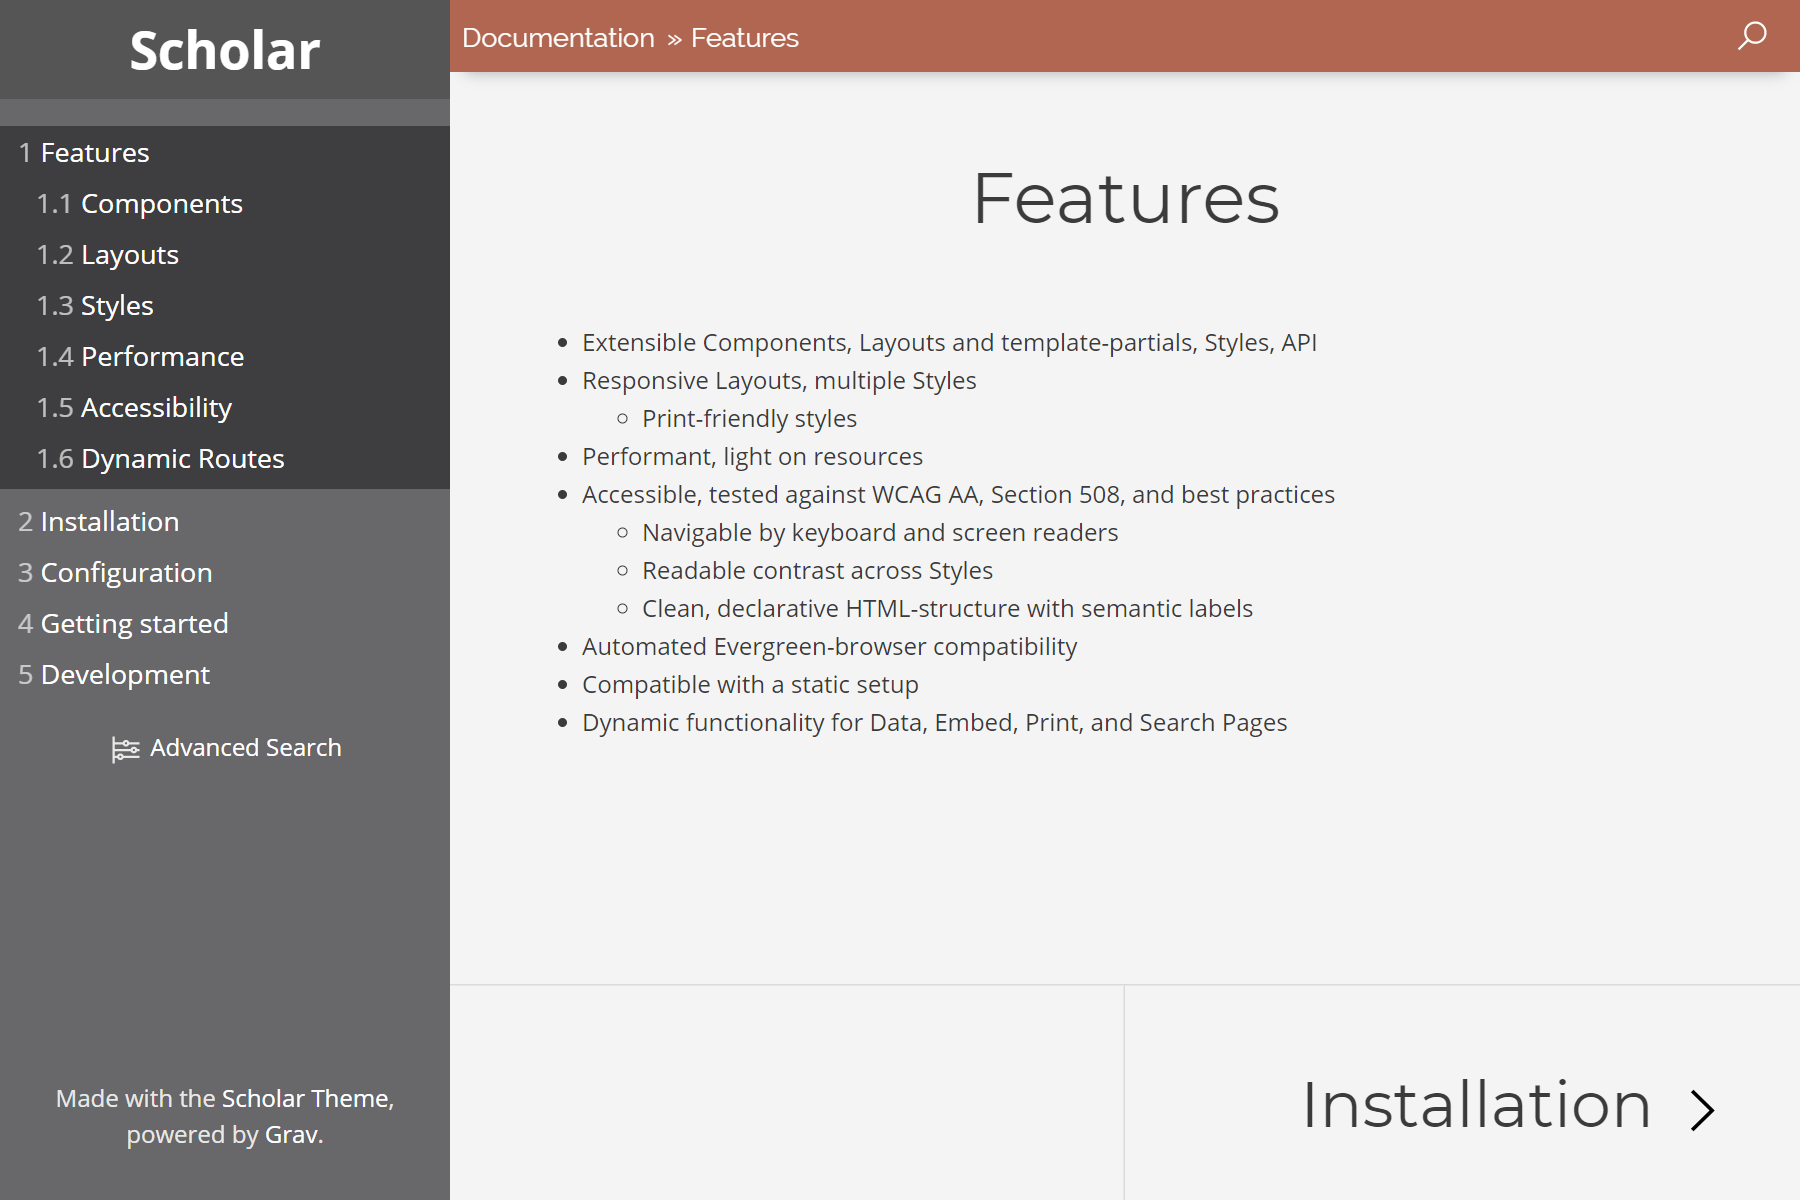 Scholar
1 Features
1.1 Components
1.2 Layouts
1.3 Styles
1.4 Performance
1.5 Accessibility
1.6 Dynamic Routes
2 Installation
3 Configuration
4 Getting started
5 Development
Advanced Search
Made with the Scholar Theme,
powered by Grav.
Documentation » Features
Features
• Extensible Components, Layouts and template-partials, Styles, API
• Responsive Layouts, multiple Styles
◦ Print-friendly styles
• Performant, light on resources
• Accessible, tested against WCAG AA, Section 508, and best practices
◦ Navigable by keyboard and screen readers
◦ Readable contrast across Styles
◦ Clean, declarative HTML-structure with semantic labels
• Automated Evergreen-browser compatibility
• Compatible with a static setup
• Dynamic functionality for Data, Embed, Print, and Search Pages
Installation